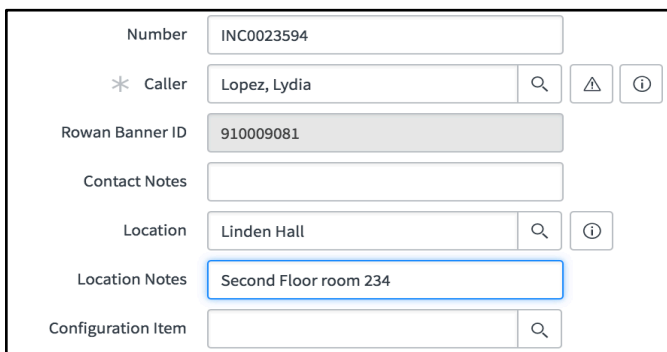 Number INC0023594
Caller Lopez, Lydia
Rowan Banner ID 910009081
Contact Notes
Location Linden Hall
Location Notes Second Floor room 234
Configuration Item